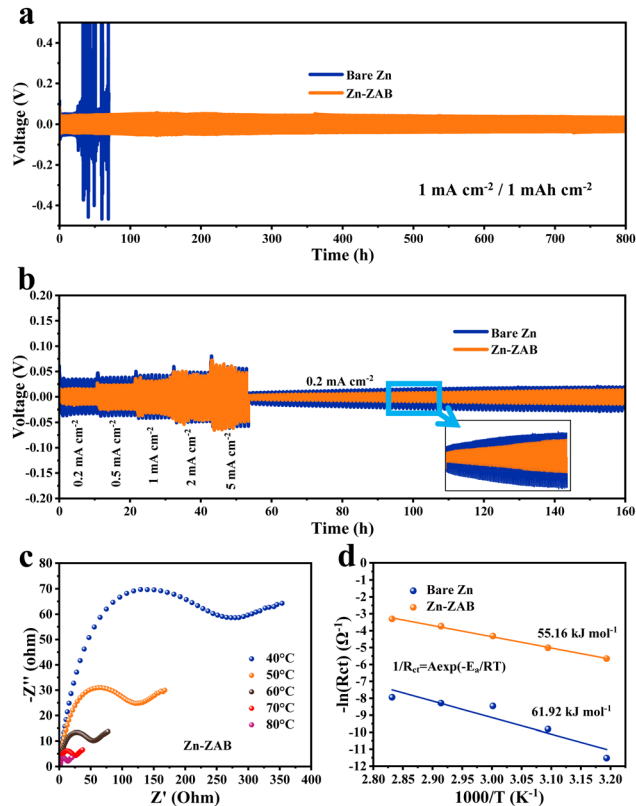 a
Voltage (V)
0.4
0.2
0.0
-0.2
-0.4
Bare Zn
Zn-ZAB
1 mA cm-2 / 1 mAh cm-2
0 100 200 300 400 500 600 700 800
Time (h)
b
Voltage (V)
0.20
0.15
0.10
0.05
0.00
-0.05
-0.10
-0.15
-0.20
Bare Zn
Zn-ZAB
0.2 mA cm-2
0.2 mA cm-2
0.5 mA cm-2
1 mA cm-2
2 mA cm-2
5 mA cm-2
0 20 40 60 80 100 120 140 160
Time (h)
c
-Z'' (ohm)
80
70
60
50
40
30
20
10
0
40°C
50°C
60°C
70°C
80°C
Zn-ZAB
0 50 100 150 200 250 300 350 400
Z' (Ohm)
d
-ln(Rct) (Ω-1)
0
-1
-2
-3
-4
-5
-6
-7
-8
-9
-10
-11
-12
Bare Zn
Zn-ZAB
55.16 kJ mol-1
1/Rct=Aexp(-Ea/RT)
61.92 kJ mol-1
2.80 2.85 2.90 2.95 3.00 3.05 3.10 3.15 3.20
1000/T (K-1)